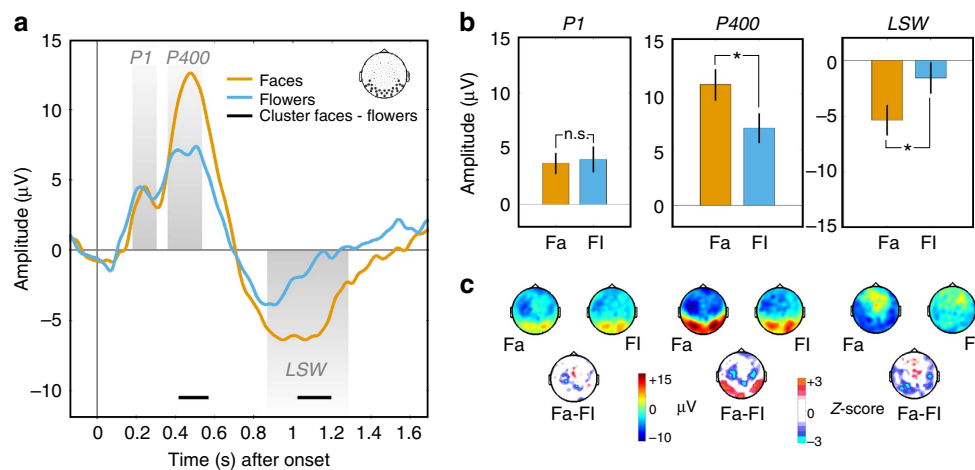 a
15
10
5
0
−5
−10
Amplitude (μV)
P1
P400
LSW
Faces
Flowers
Cluster faces - flowers
0
0.2
0.4
0.6
0.8
1
1.2
1.4
1.6
Time (s) after onset
b
P1
P400
LSW
Amplitude (μV)
15
10
5
0
n.s.
Fa
Fl
15
10
5
0
*
Fa
Fl
0
−5
−10
−15
*
Fa
Fl
c
Fa
Fl
Fa
Fl
Fa
F
Fa-Fl
Fa-Fl
Fa-Fl
+15
0
−10
μV
+3
0
−3
Z-score